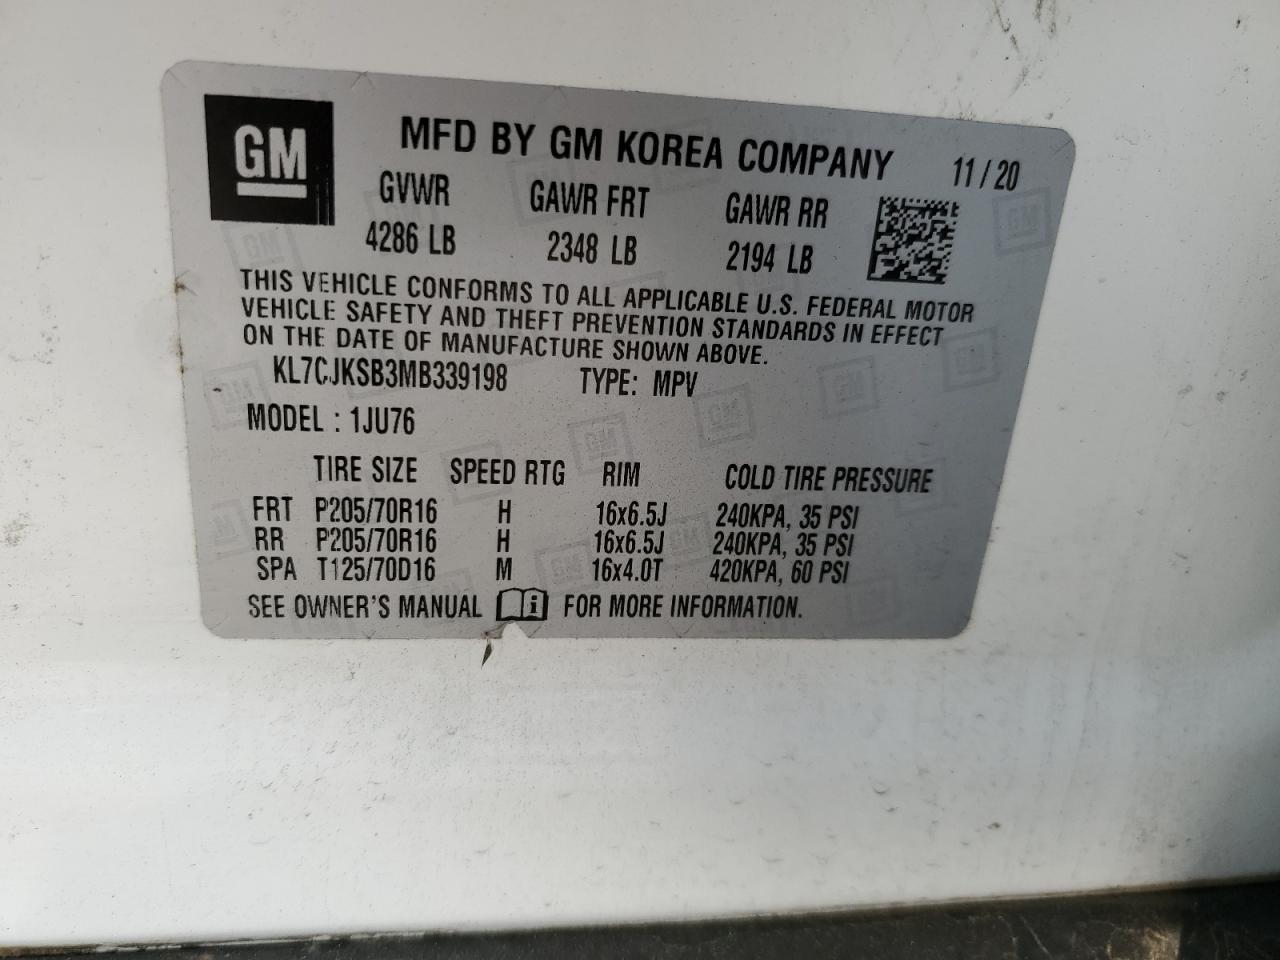 GM MFD BY GM KOREA COMPANY 11/20
GVWR GAWR FRT GAWR RR
4286 LB 2348 LB 2194 LB
THIS VEHICLE CONFORMS TO ALL APPLICABLE U.S. FEDERAL MOTOR
VEHICLE SAFETY AND THEFT PREVENTION STANDARDS IN EFFECT
ON THE DATE OF MANUFACTURE SHOWN ABOVE.
KL7CJKSB3MB339198 TYPE: MPV
MODEL : 1JU76
TIRE SIZE SPEED RTG RIM COLD TIRE PRESSURE
FRT P205/70R16 H 16x6.5J 240KPA, 35 PSI
RR P205/70R16 H 16x6.5J 240KPA, 35 PSI
SPA T125/70D16 M 16x4.0T 420KPA, 60 PSI
SEE OWNER'S MANUAL i FOR MORE INFORMATION.